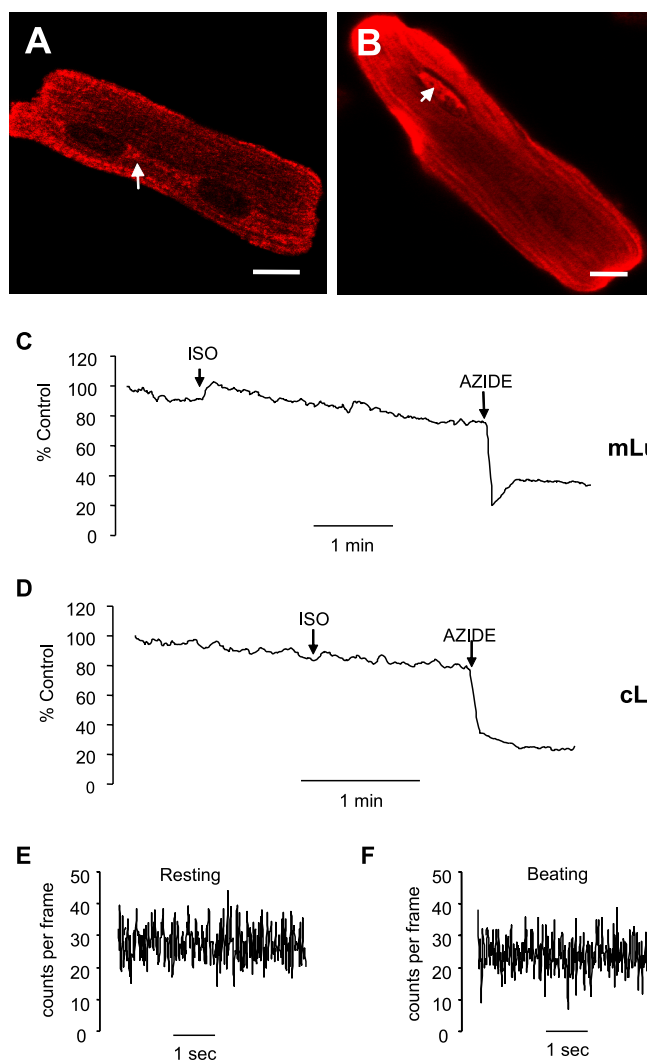 A
B
C
120
100
80
60
40
20
0
% Control
ISO
AZIDE
1 min
mLu
D
120
100
80
60
40
20
0
% Control
ISO
AZIDE
1 min
cL
E
Resting
50
40
30
20
10
0
counts per frame
1 sec
F
Beating
50
40
30
20
10
0
counts per frame
1 sec